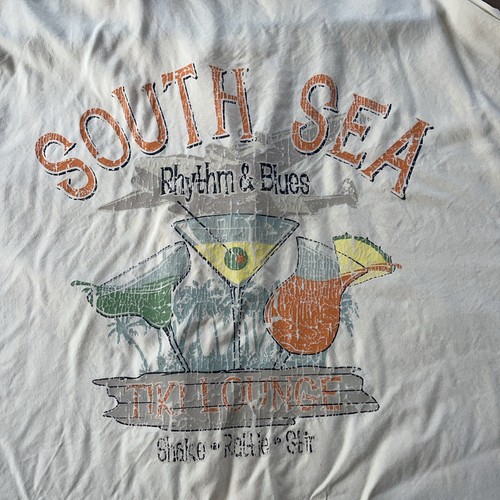 SOUTH SEA
Rhythm & Blues
TIKI LOUNGE
Shake - Rattle - Stir